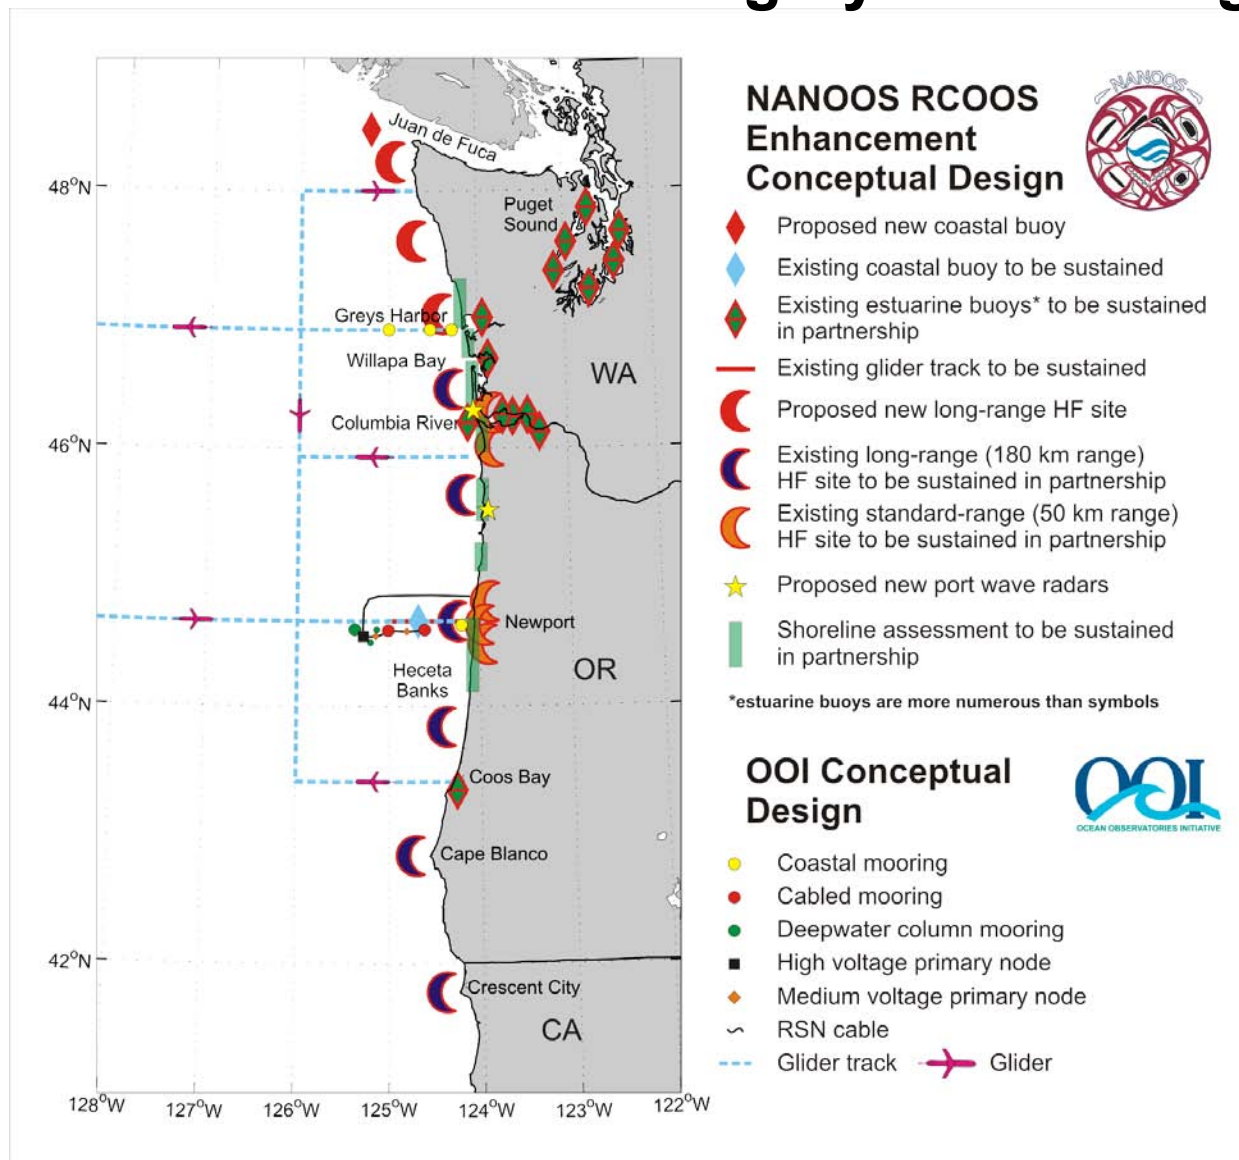 Juan de Fuca
48°N
Puget
Sound
Greys Harbor
Willapa Bay
WA
Columbia River
46°N
Newport
OR
Heceta
Banks
44°N
Coos Bay
Cape Blanco
42°N
Crescent City
CA
128°W 127°W 126°W 125°W 124°W 123°W 122°W
NANOOS RCOOS
Enhancement
Conceptual Design
NANOOS
Proposed new coastal buoy
Existing coastal buoy to be sustained
Existing estuarine buoys* to be sustained
in partnership
Existing glider track to be sustained
Proposed new long-range HF site
Existing long-range (180 km range)
HF site to be sustained in partnership
Existing standard-range (50 km range)
HF site to be sustained in partnership
Proposed new port wave radars
Shoreline assessment to be sustained
in partnership
*estuarine buoys are more numerous than symbols
OOI Conceptual
Design
OOI
OCEAN OBSERVATORIES INITIATIVE
Coastal mooring
Cabled mooring
Deepwater column mooring
High voltage primary node
Medium voltage primary node
RSN cable
Glider track
Glider